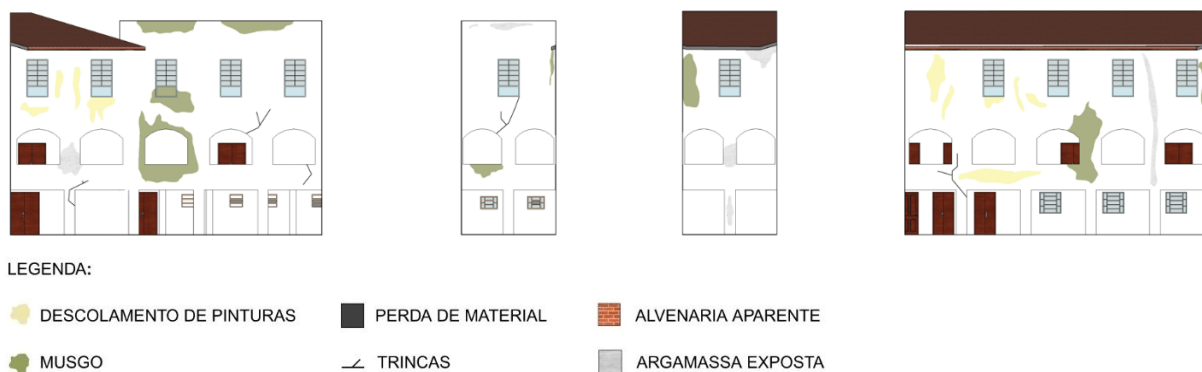 LEGENDA:
DESCOLAMENTO DE PINTURAS
PERDA DE MATERIAL
ALVENARIA APARENTE
MUSGO
TRINCAS
ARGAMASSA EXPOSTA